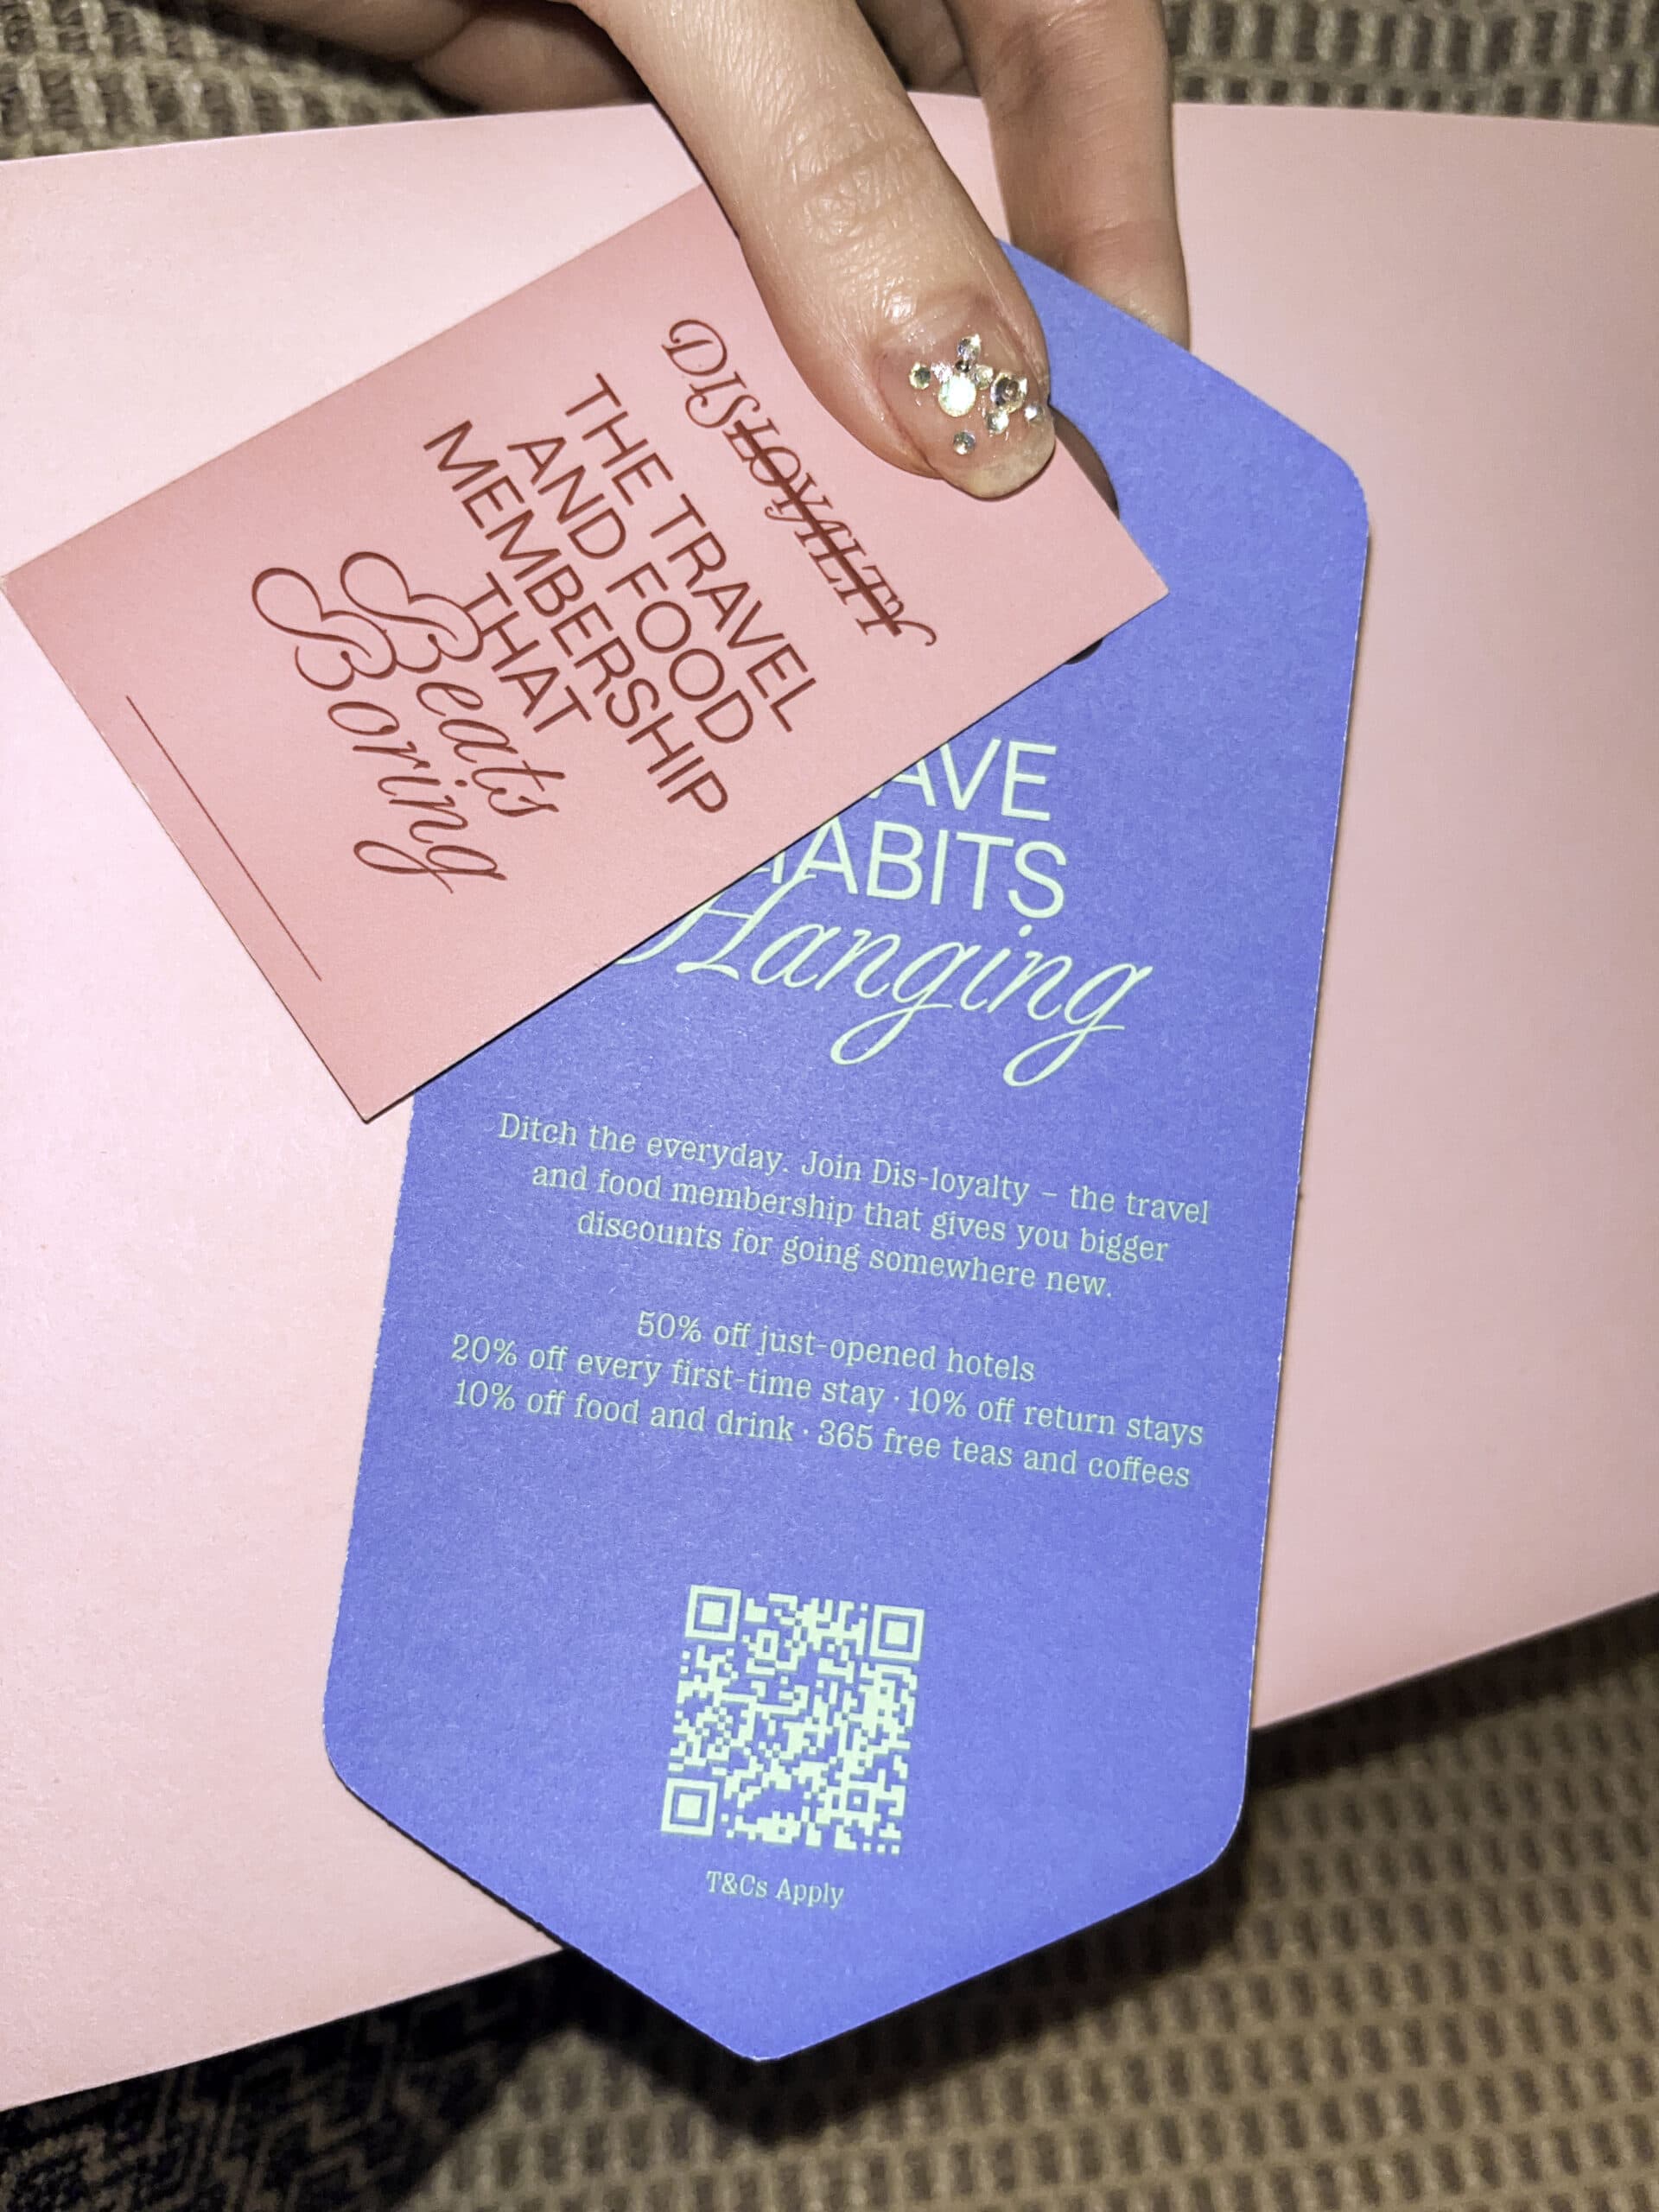 DISLOYALTY
THE TRAVEL
AND FOOD
MEMBERSHIP
THAT
Beats
Boring
HABITS
Hanging
Ditch the everyday. Join Dis-loyalty – the travel
and food membership that gives you bigger
discounts for going somewhere new.
50% off just-opened hotels
20% off every first-time stay · 10% off return stays
10% off food and drink · 365 free teas and coffees
T&Cs Apply